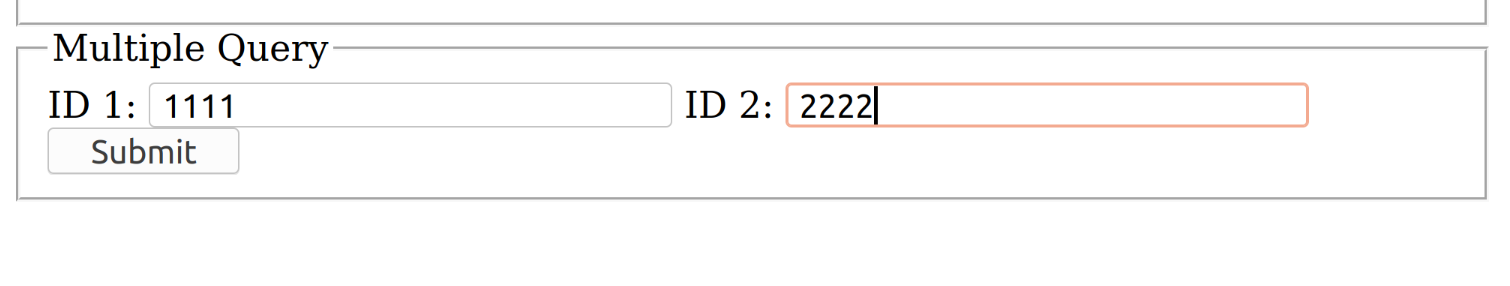 Multiple Query
ID 1: 1111 ID 2: 2222
Submit